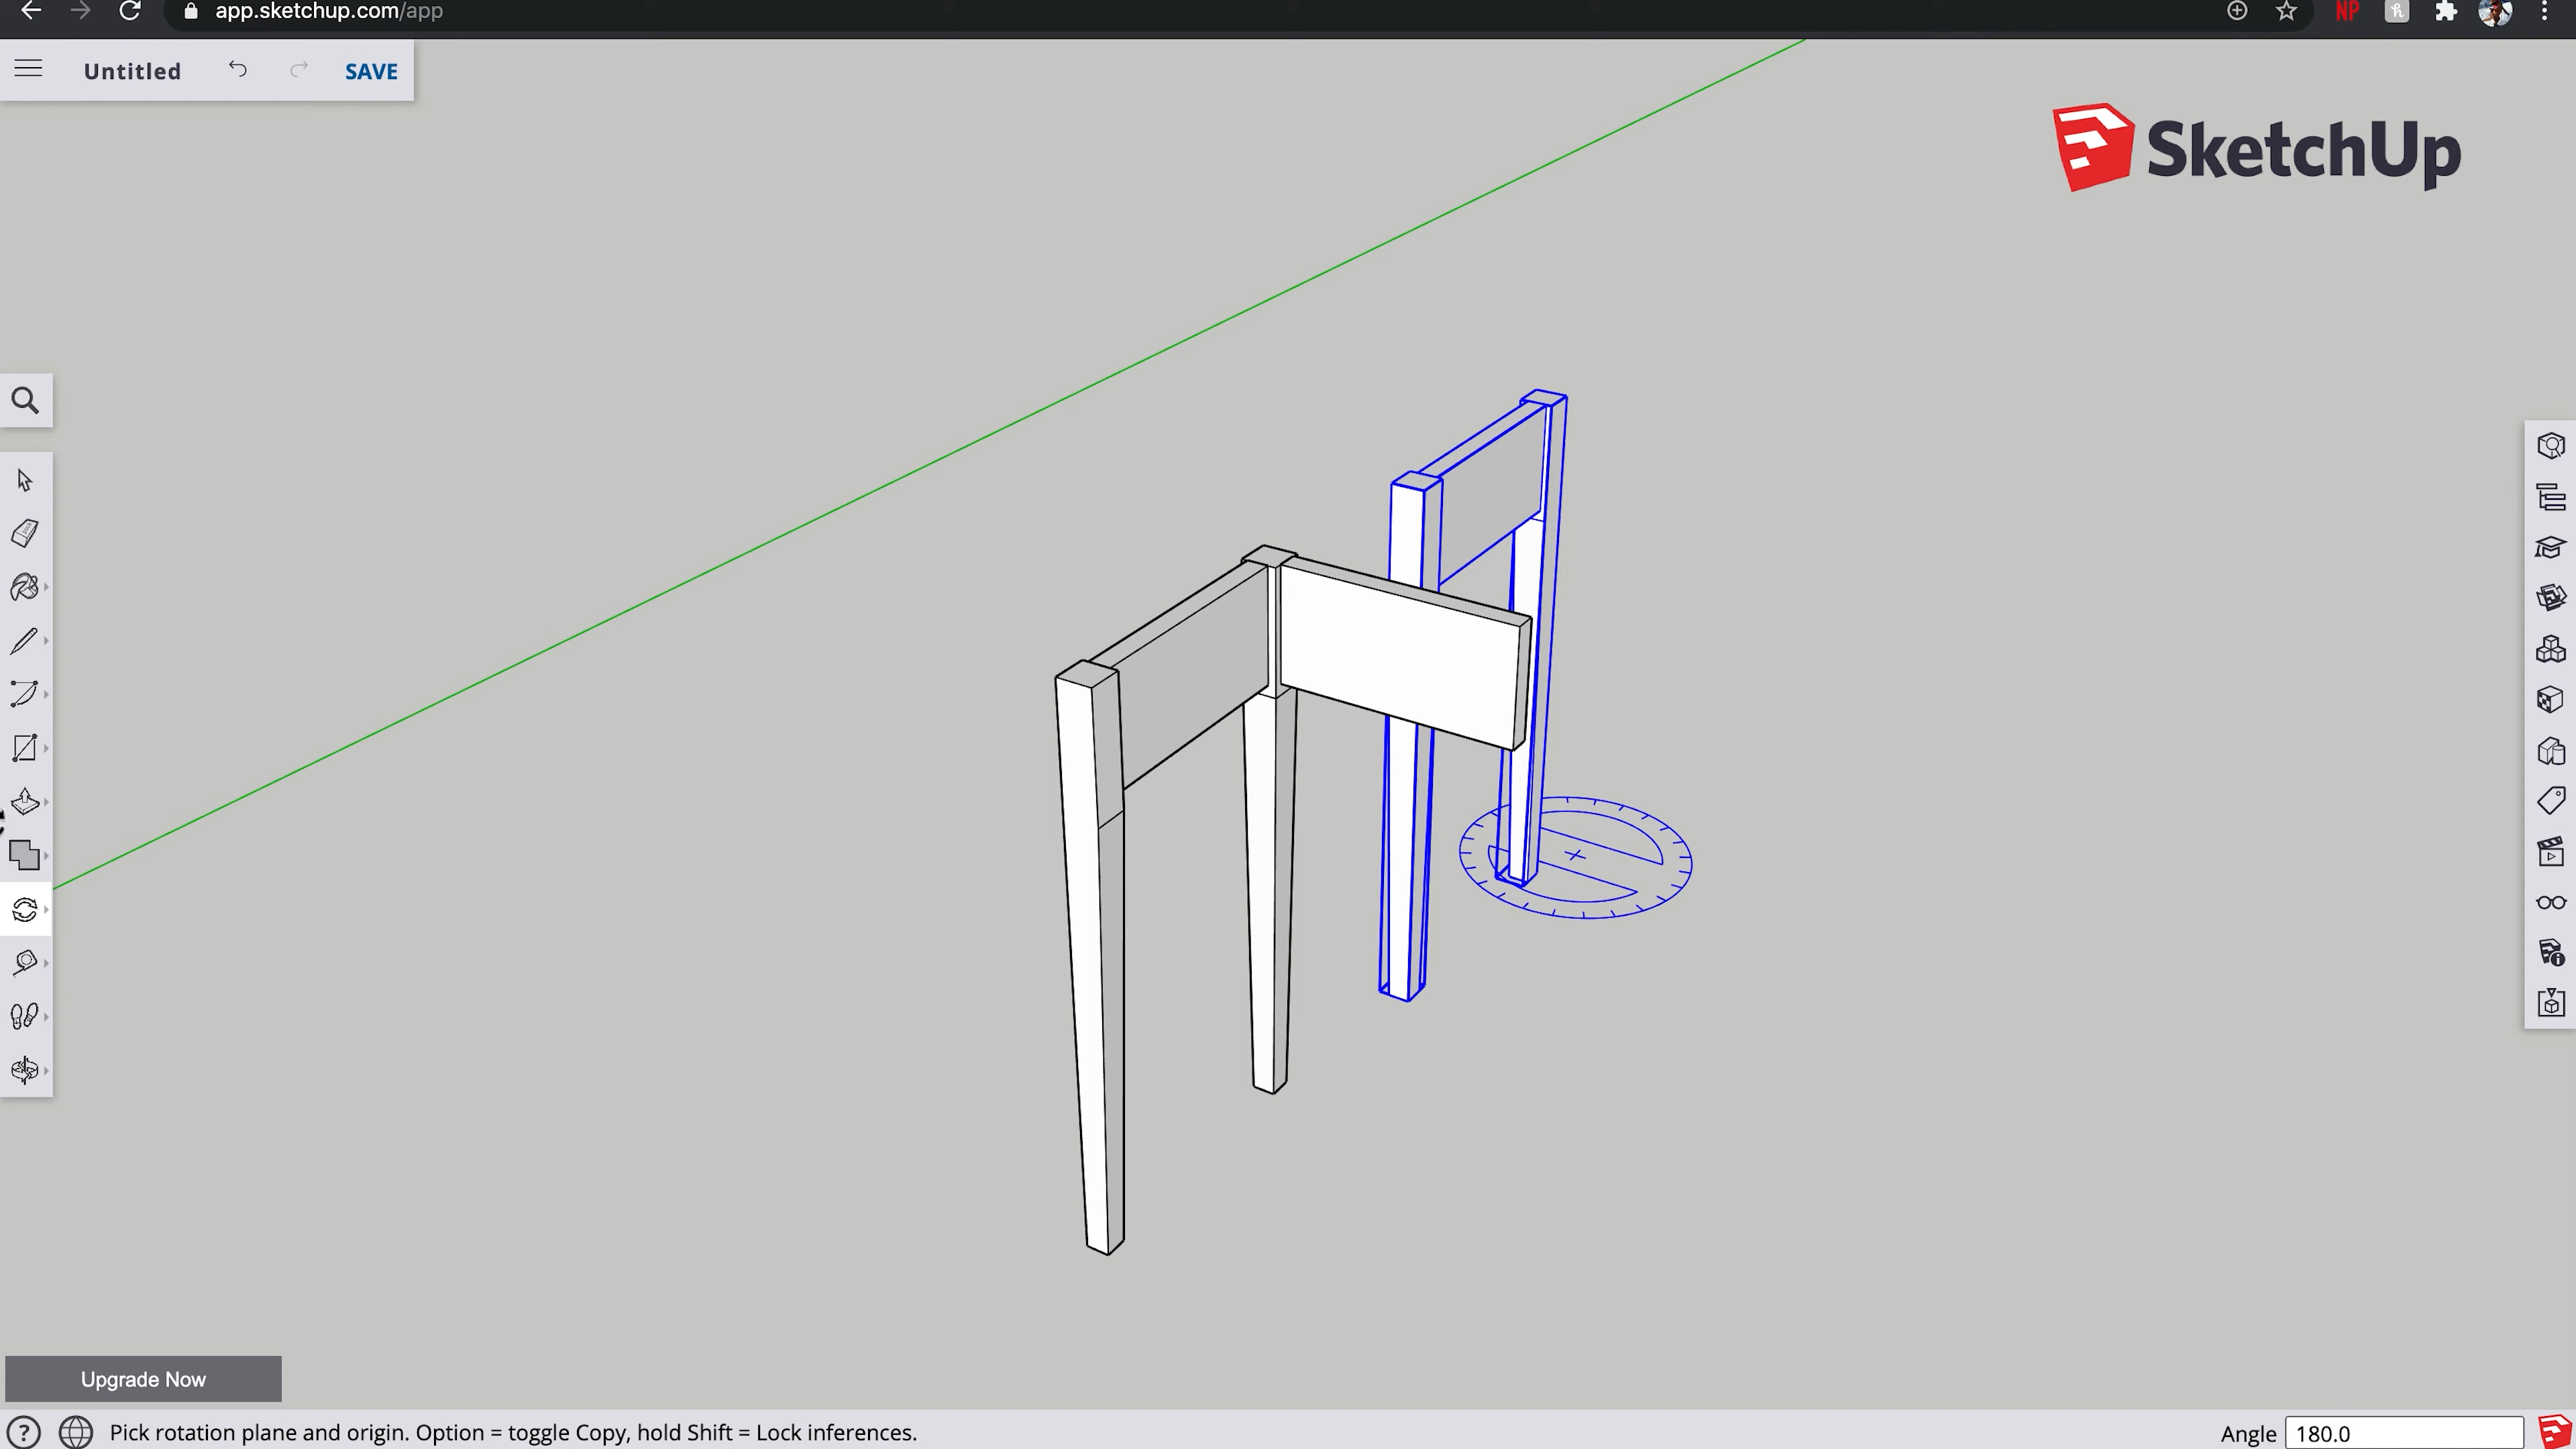 app.sketchup.com/app
NP
h
Untitled
SAVE
SketchUp
Upgrade Now
? Pick rotation plane and origin. Option = toggle Copy, hold Shift = Lock inferences.
Angle 180.0